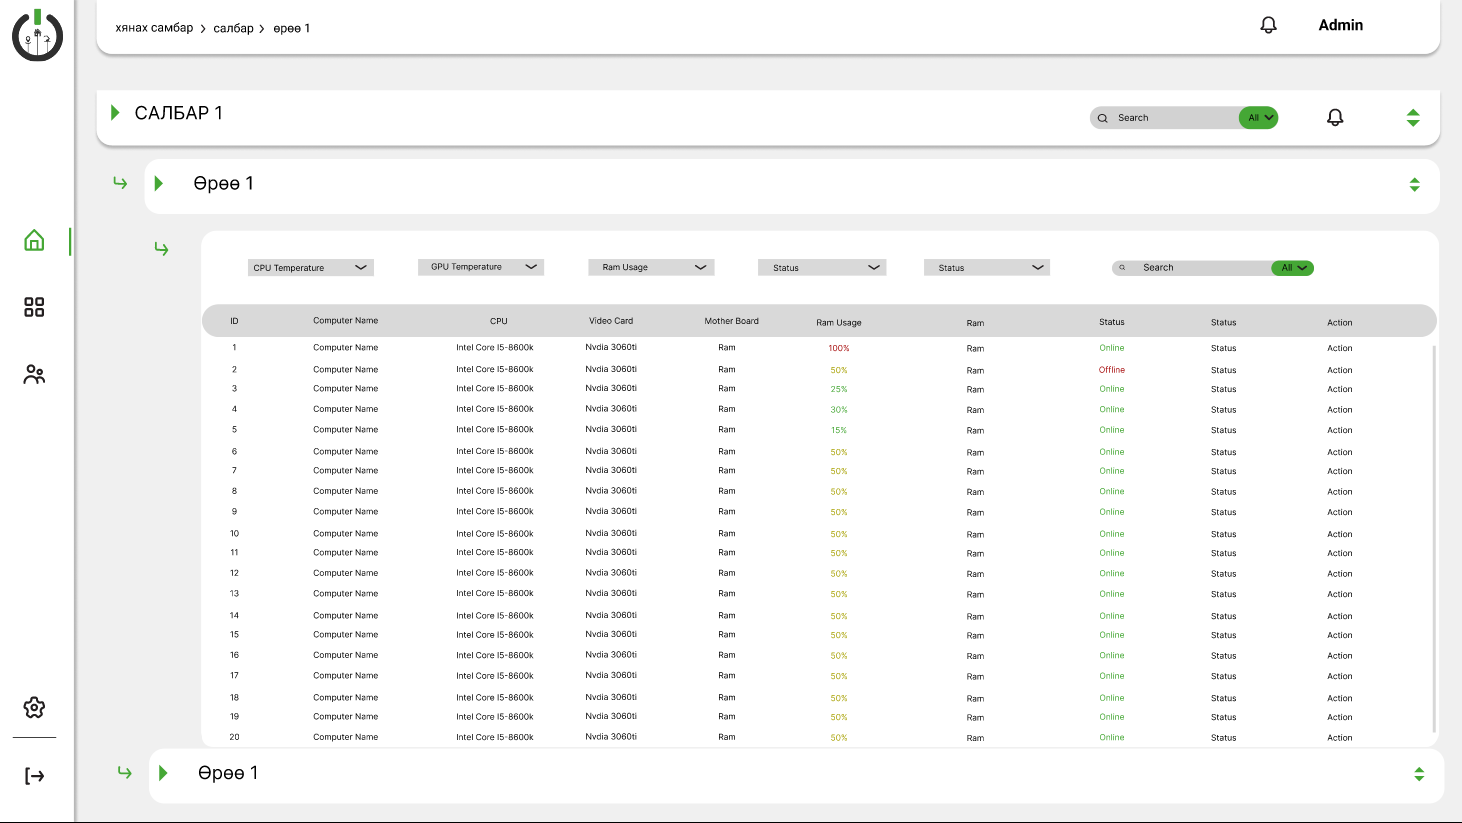 хянах самбар > салбар > өрөө 1 Admin
САЛБАР 1 Search All
Өрөө 1
CPU Temperature GPU Temperature Ram Usage Status Status Search All
ID Computer Name CPU Video Card Mother Board Ram Usage Ram Status Status Action
1 Computer Name Intel Core I5-8600k Nvdia 3060ti Ram 100% Ram Online Status Action
2 Computer Name Intel Core I5-8600k Nvdia 3060ti Ram 50% Ram Offline Status Action
3 Computer Name Intel Core I5-8600k Nvdia 3060ti Ram 25% Ram Online Status Action
4 Computer Name Intel Core I5-8600k Nvdia 3060ti Ram 30% Ram Online Status Action
5 Computer Name Intel Core I5-8600k Nvdia 3060ti Ram 15% Ram Online Status Action
6 Computer Name Intel Core I5-8600k Nvdia 3060ti Ram 50% Ram Online Status Action
7 Computer Name Intel Core I5-8600k Nvdia 3060ti Ram 50% Ram Online Status Action
8 Computer Name Intel Core I5-8600k Nvdia 3060ti Ram 50% Ram Online Status Action
9 Computer Name Intel Core I5-8600k Nvdia 3060ti Ram 50% Ram Online Status Action
10 Computer Name Intel Core I5-8600k Nvdia 3060ti Ram 50% Ram Online Status Action
11 Computer Name Intel Core I5-8600k Nvdia 3060ti Ram 50% Ram Online Status Action
12 Computer Name Intel Core I5-8600k Nvdia 3060ti Ram 50% Ram Online Status Action
13 Computer Name Intel Core I5-8600k Nvdia 3060ti Ram 50% Ram Online Status Action
14 Computer Name Intel Core I5-8600k Nvdia 3060ti Ram 50% Ram Online Status Action
15 Computer Name Intel Core I5-8600k Nvdia 3060ti Ram 50% Ram Online Status Action
16 Computer Name Intel Core I5-8600k Nvdia 3060ti Ram 50% Ram Online Status Action
17 Computer Name Intel Core I5-8600k Nvdia 3060ti Ram 50% Ram Online Status Action
18 Computer Name Intel Core I5-8600k Nvdia 3060ti Ram 50% Ram Online Status Action
19 Computer Name Intel Core I5-8600k Nvdia 3060ti Ram 50% Ram Online Status Action
20 Computer Name Intel Core I5-8600k Nvdia 3060ti Ram 50% Ram Online Status Action
Өрөө 1